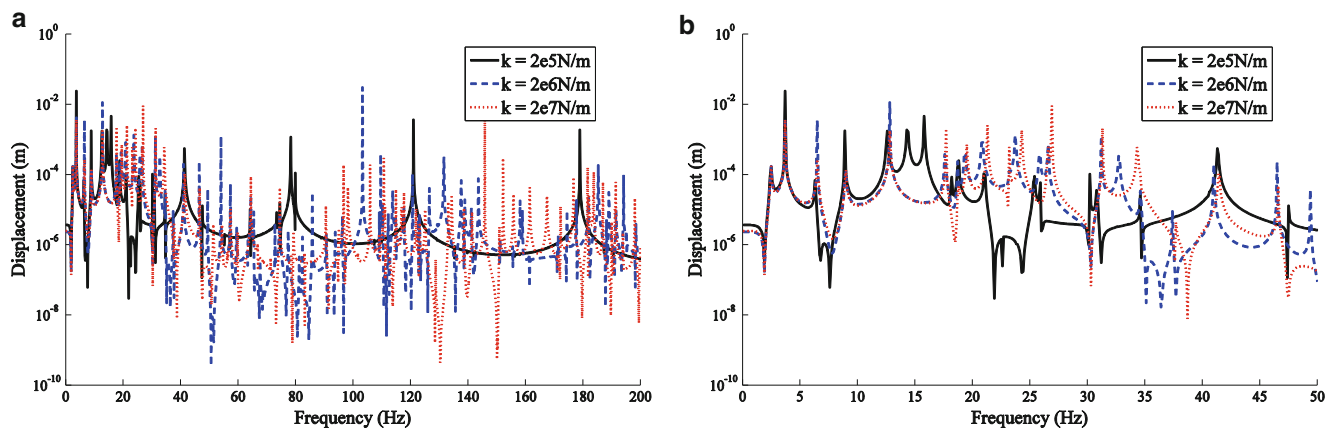 a
10^0
10^-2
10^-4
10^-6
10^-8
10^-10
Displacement (m)
k = 2e5N/m
k = 2e6N/m
k = 2e7N/m
0 20 40 60 80 100 120 140 160 180 200
Frequency (Hz)
b
10^0
10^-2
10^-4
10^-6
10^-8
10^-10
Displacement (m)
k = 2e5N/m
k = 2e6N/m
k = 2e7N/m
0 5 10 15 20 25 30 35 40 45 50
Frequency (Hz)